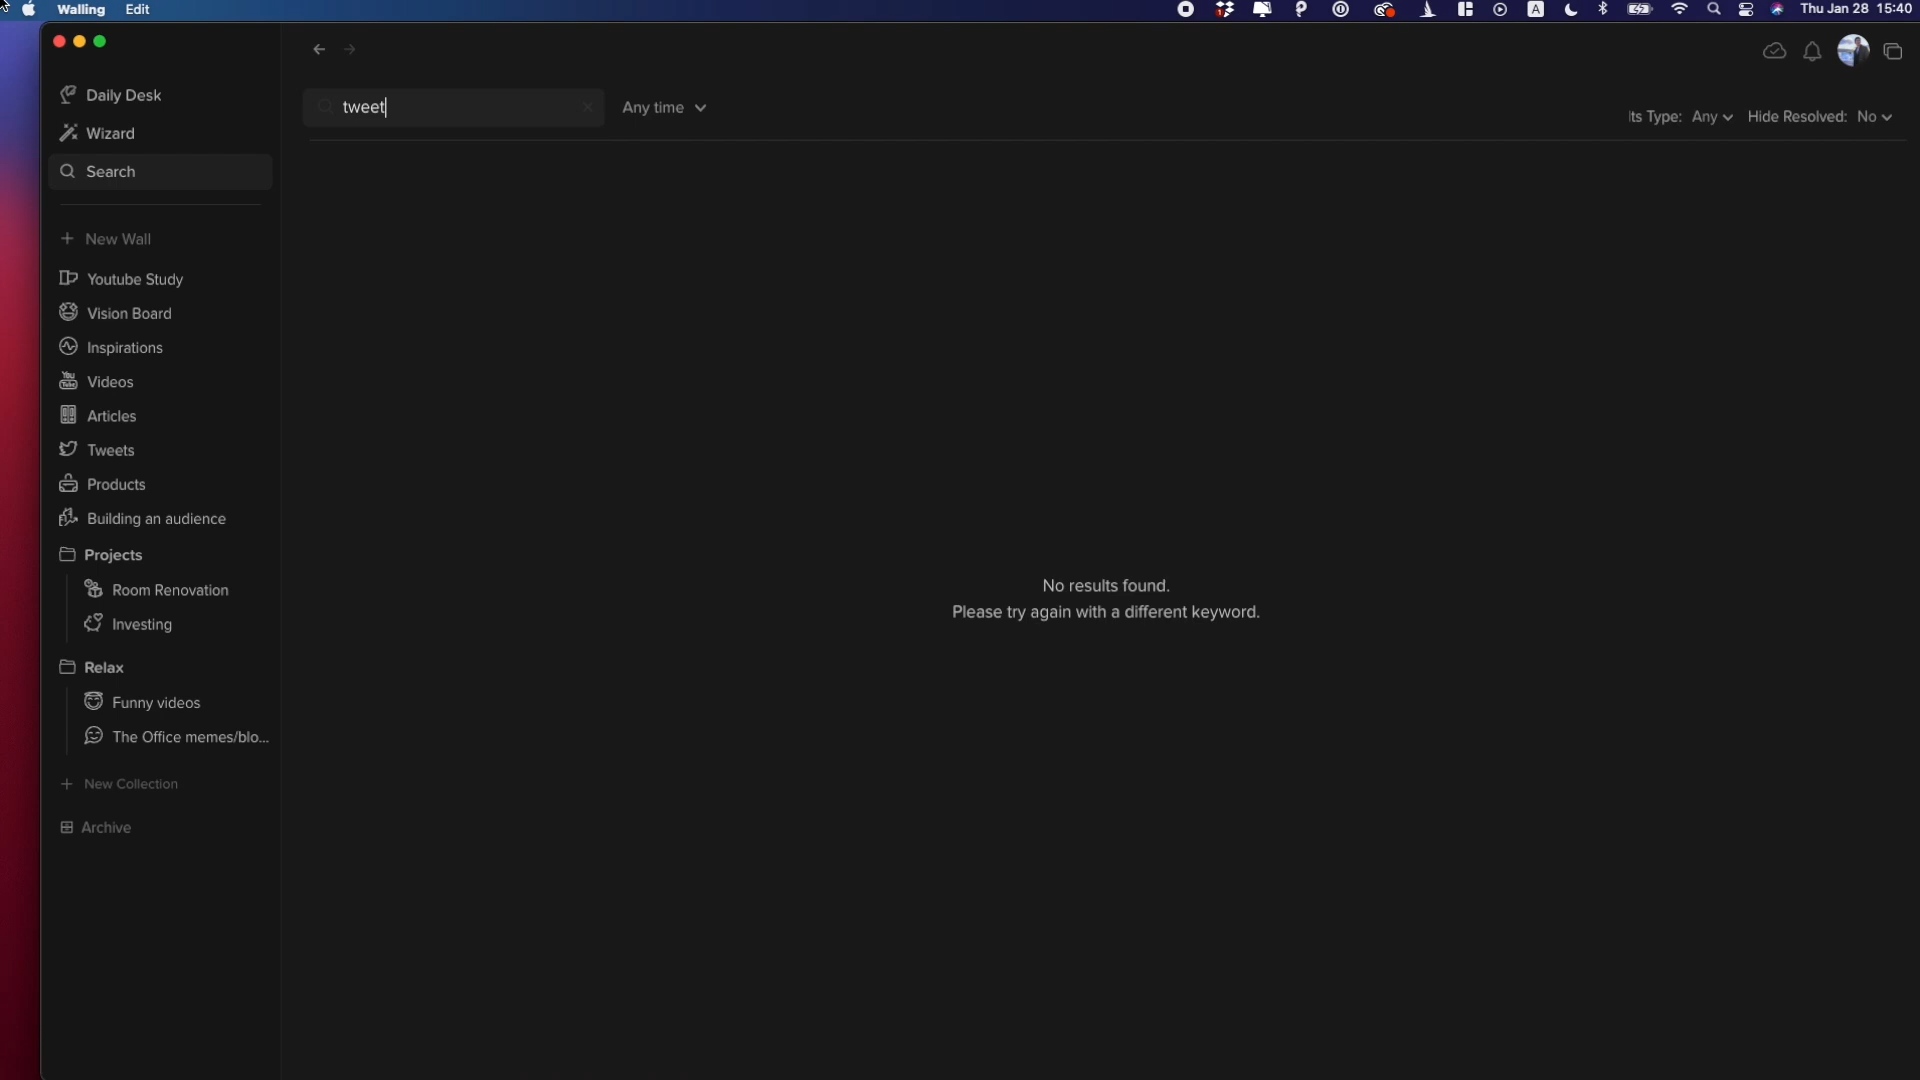 Walling Edit
Thu Jan 28 15:40
Daily Desk
Wizard
Search
New Wall
Youtube Study
Vision Board
Inspirations
Videos
Articles
Tweets
Products
Building an audience
Projects
Room Renovation
Investing
Relax
Funny videos
The Office memes/blo...
New Collection
Archive
tweet
Any time
lts Type: Any Hide Resolved: No
No results found.
Please try again with a different keyword.